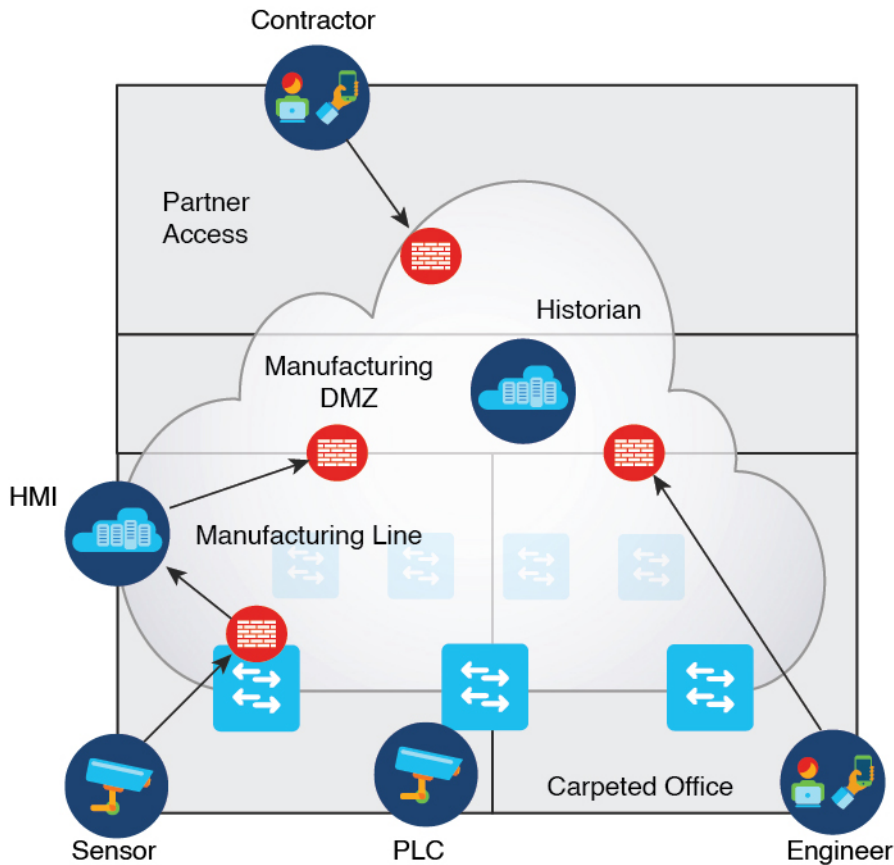 Contractor
Partner
Access
Historian
Manufacturing
DMZ
HMI
Manufacturing Line
Carpeted Office
Sensor
PLC
Engineer